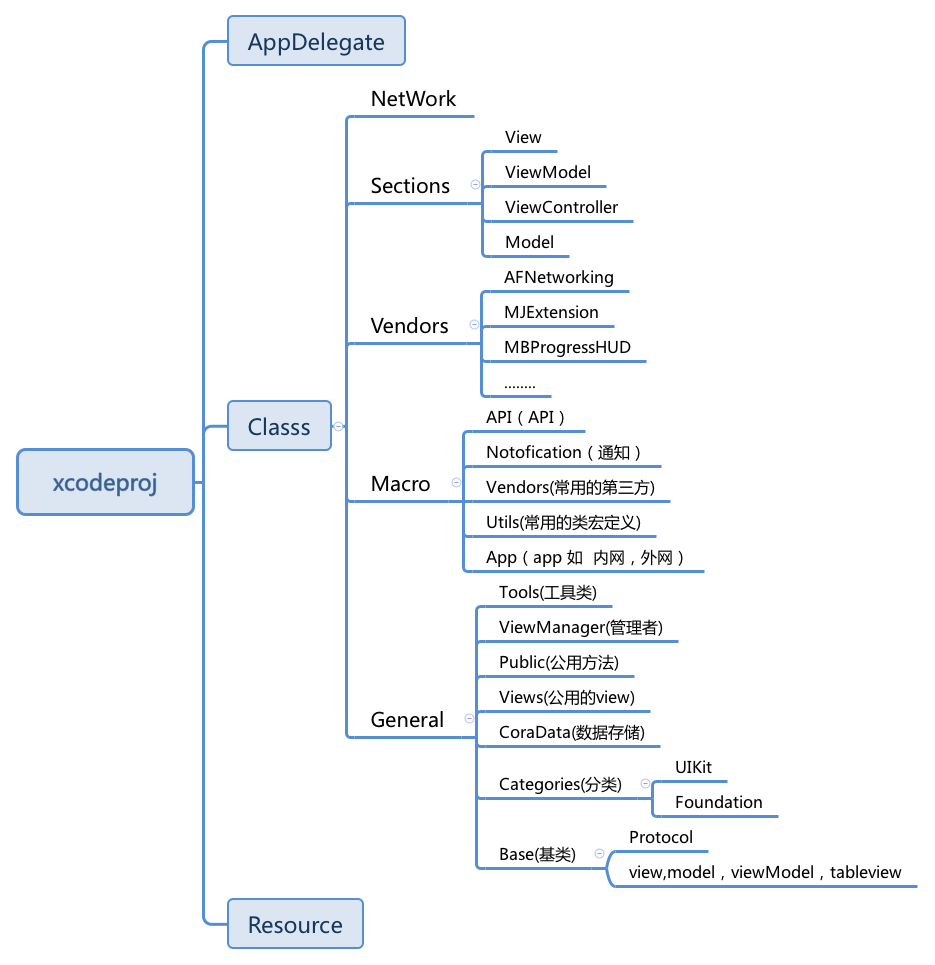 AppDelegate
NetWork
View
ViewModel
Sections
ViewController
Model
AFNetworking
MJExtension
Vendors
MBProgressHUD
........
API（API）
Classs
Notofication（通知）
xcodeproj
Macro
Vendors(常用的第三方)
Utils(常用的类宏定义)
App（app 如  内网，外网）
Tools(工具类)
ViewManager(管理者)
Public(公用方法)
Views(公用的view)
General
CoraData(数据存储)
UIKit
Categories(分类)
Foundation
Protocol
Base(基类)
view,model，viewModel，tableview
Resource